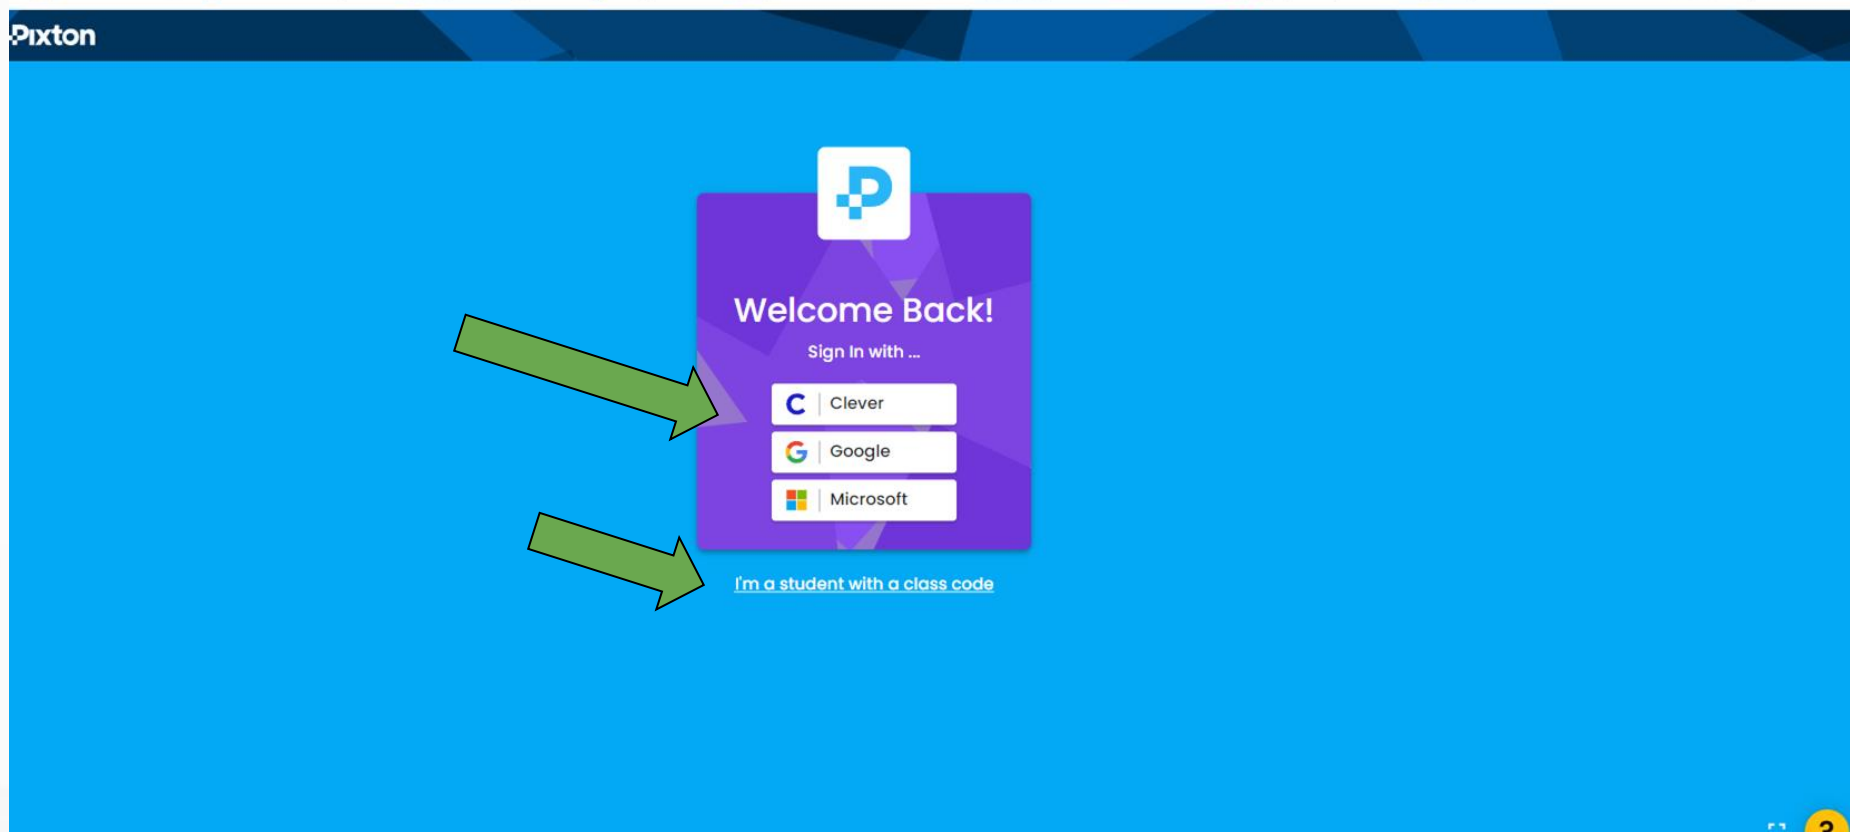 Pixton
Welcome Back!
Sign In with ...
Clever
Google
Microsoft
I'm a student with a class code
?